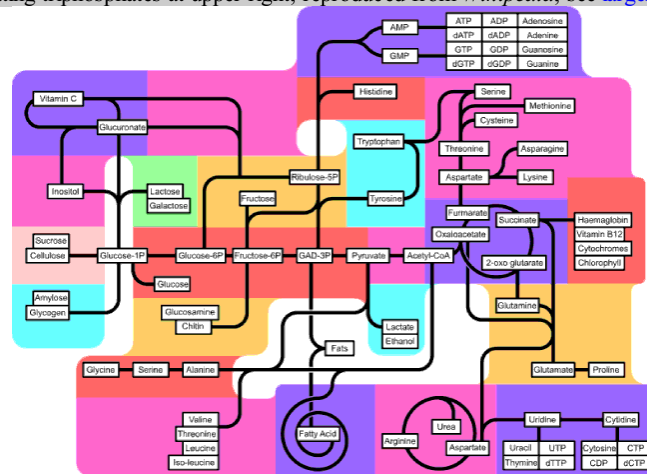 ing triphosphates at upper right, reproduced from Wikipedia, see larger
AMP
ATP ADP Adenosine
dATP dADP Adenine
GMP
GTP GDP Guanosine
dGTP dGDP Guanine
Vitamin C
Histidine
Serine
Methionine
Cysteine
Glucuronate
Tryptophan
Threonine
Asparagine
Ribulose-5P
Aspartate
Lysine
Inositol
Lactose
Galactose
Fructose
Tyrosine
Fumarate
Succinate
Haemaglobin
Oxaloacetate
Vitamin B12
Sucrose
Cellulose
Glucose-1P
Glucose-6P
Fructose-6P
GAD-3P
Pyruvate
Acetyl-CoA
2-oxo glutarate
Cytochromes
Chlorophyll
Glucose
Amylose
Glycogen
Glucosamine
Chitin
Glutamine
Lactate
Ethanol
Fats
Glycine
Serine
Alanine
Glutamate
Proline
Valine
Threonine
Leucine
Iso-leucine
Fatty Acid
Arginine
Urea
Aspartate
Uridine
Cytidine
Uracil UTP
Thymine dTTP
Cytosine CTP
CDP dCTP